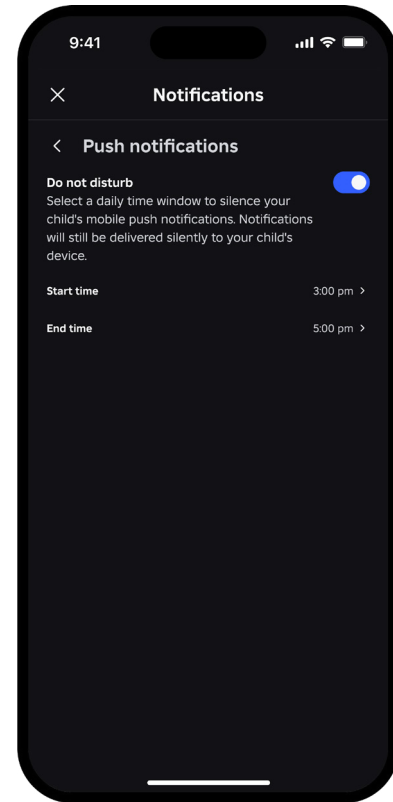 9:41
Notifications
Push notifications
Do not disturb
Select a daily time window to silence your
child's mobile push notifications. Notifications
will still be delivered silently to your child's
device.
Start time 3:00 pm
End time 5:00 pm